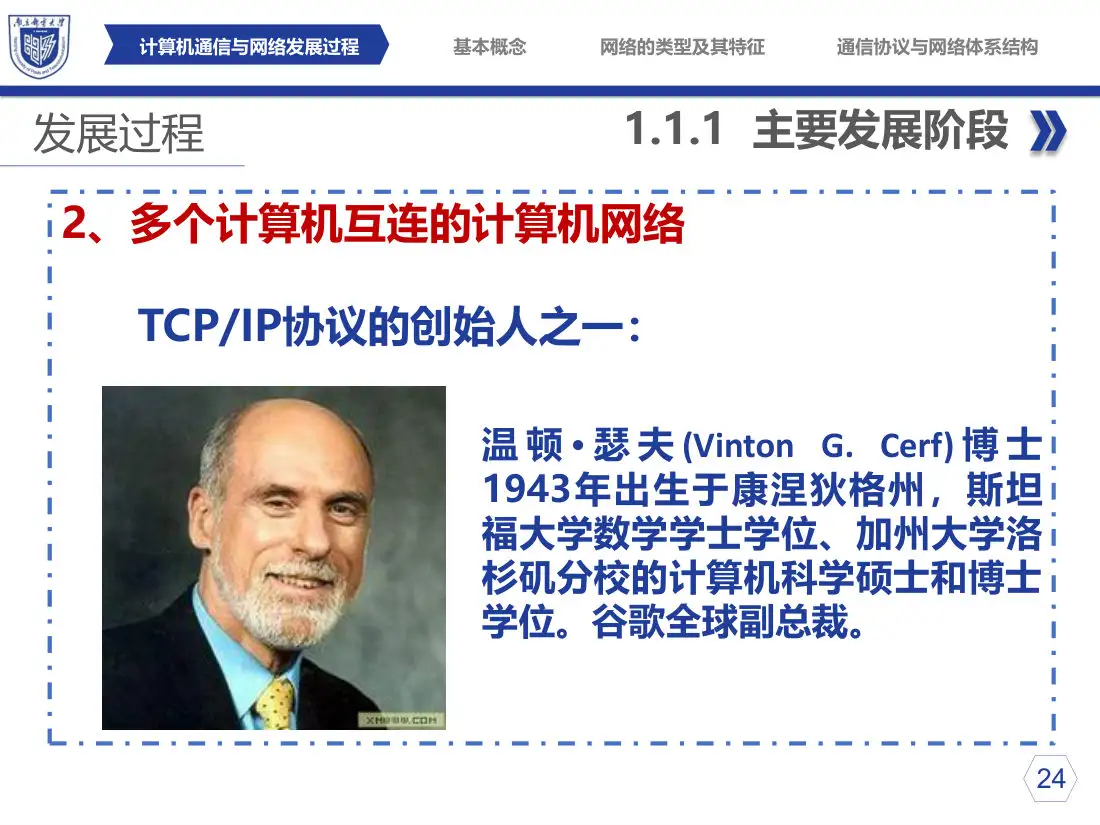 计算机通信与网络发展过程
基本概念
网络的类型及其特征
通信协议与网络体系结构
发展过程
1.1.1 主要发展阶段
2、多个计算机互连的计算机网络
TCP/IP协议的创始人之一：
温顿•瑟夫(Vinton G. Cerf)博士
1943年出生于康涅狄格州，斯坦
福大学数学学士学位、加州大学洛
杉矶分校的计算机科学硕士和博士
学位。谷歌全球副总裁。
24